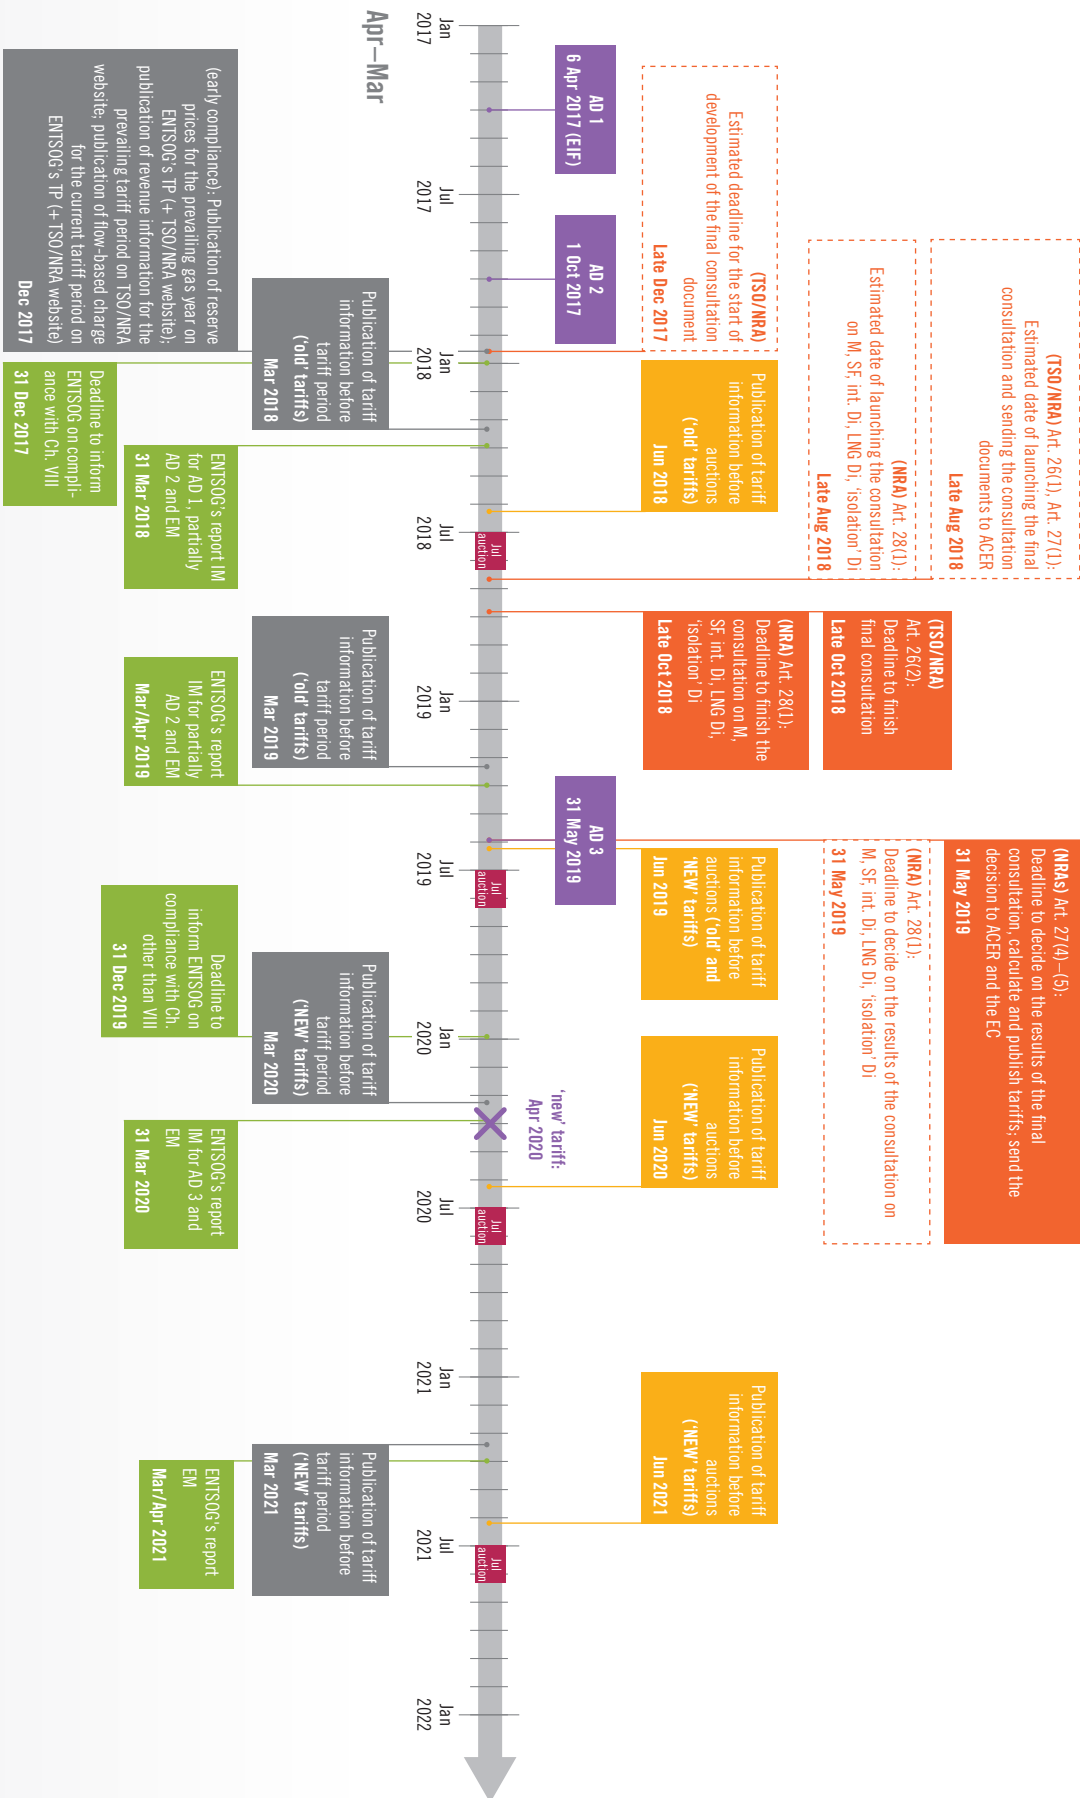 (TSO/NRA) Art. 26(1), Art. 27(1):
Estimated date of launching the final
consultation and sending the consultation
documents to ACER
Late Aug 2018
(NRA) Art. 28(1):
Estimated date of launching the consultation
on M, SF, int. Di, LNG Di, ‘isolation’ Di
Late Aug 2018
(NRAs) Art. 27(4)–(5):
Deadline to decide on the results of the final
consultation, calculate and publish tariffs; send the
decision to ACER and the EC
31 May 2019
(NRA) Art. 28(1):
Deadline to decide on the results of the consultation on
M, SF, int. Di, LNG Di, ‘isolation’ Di
31 May 2019
(TSO/NRA)
Art. 26(2):
Deadline to finish
final consultation
Late Oct 2018
(NRA) Art. 28(1):
Deadline to finish the
consultation on M,
SF, int. Di, LNG Di,
‘isolation’ Di
Late Oct 2018
(TSO/NRA)
Estimated deadline for the start of
development of the final consultation
document
Late Dec 2017
Publication of tariff
information before
auctions
(‘old’ tariffs)
Jun 2018
Publication of tariff
information before
auctions (‘old’ and
‘NEW’ tariffs)
Jun 2019
Publication of tariff
information before
auctions
(‘NEW’ tariffs)
Jun 2020
Publication of tariff
information before
auctions
(‘NEW’ tariffs)
Jun 2021
AD 1
6 Apr 2017 (EIF)
AD 2
1 Oct 2017
AD 3
31 May 2019
‘new’ tariff:
Apr 2020
Jul
auction
Jul
auction
Jul
auction
Jul
auction
Jan
2017
Jul
2017
Jan
2018
Jul
2018
Jan
2019
Jul
2019
Jan
2020
Jul
2020
Jan
2021
Jul
2021
Jan
2022
Apr–Mar
Publication of tariff
information before
tariff period
(‘old’ tariffs)
Mar 2018
Publication of tariff
information before
tariff period
(‘old’ tariffs)
Mar 2019
Publication of tariff
information before
tariff period
(‘NEW’ tariffs)
Mar 2020
Publication of tariff
information before
tariff period
(‘NEW’ tariffs)
Mar 2021
(early compliance): Publication of reserve
prices for the prevailing gas year on
ENTSOG’s TP (+ TSO/NRA website);
publication of revenue information for the
prevailing tariff period on TSO/NRA
website; publication of flow-based charge
for the current tariff period on
ENTSOG’s TP (+ TSO/NRA website)
Dec 2017
Deadline to inform
ENTSOG on compli-
ance with Ch. VIII
31 Dec 2017
ENTSOG’s report IM
for AD 1, partially
AD 2 and EM
31 Mar 2018
ENTSOG’s report
IM for partially
AD 2 and EM
Mar/Apr 2019
Deadline to
inform ENTSOG on
compliance with Ch.
other than VIII
31 Dec 2019
ENTSOG’s report
IM for AD 3 and
EM
31 Mar 2020
ENTSOG’s report
EM
Mar/Apr 2021